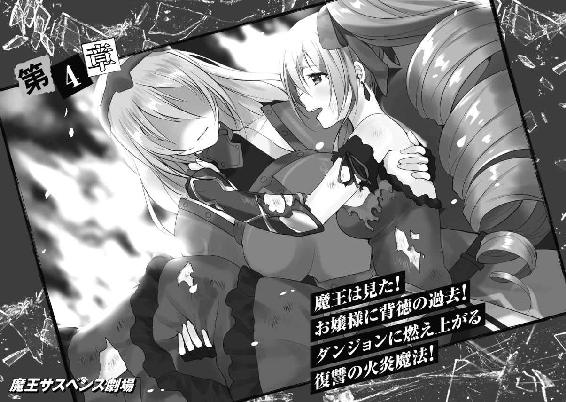 第4章
魔王は見た!
お嬢様に背徳の過去!
ダンジョンに燃え上がる
復讐の火炎魔法!
魔王サスペンス劇場